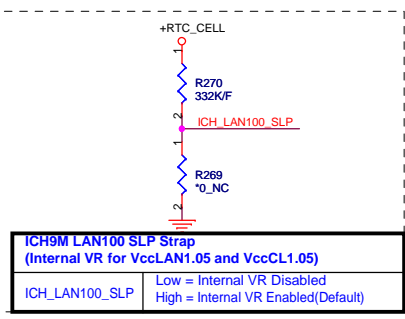 +RTC_CELL
1
R270
332K/F
2
ICH_LAN100_SLP
1
R269
*0_NC
2
ICH9M LAN100 SLP Strap
(Internal VR for VccLAN1.05 and VccCL1.05)
ICH_LAN100_SLP
Low = Internal VR Disabled
High = Internal VR Enabled(Default)